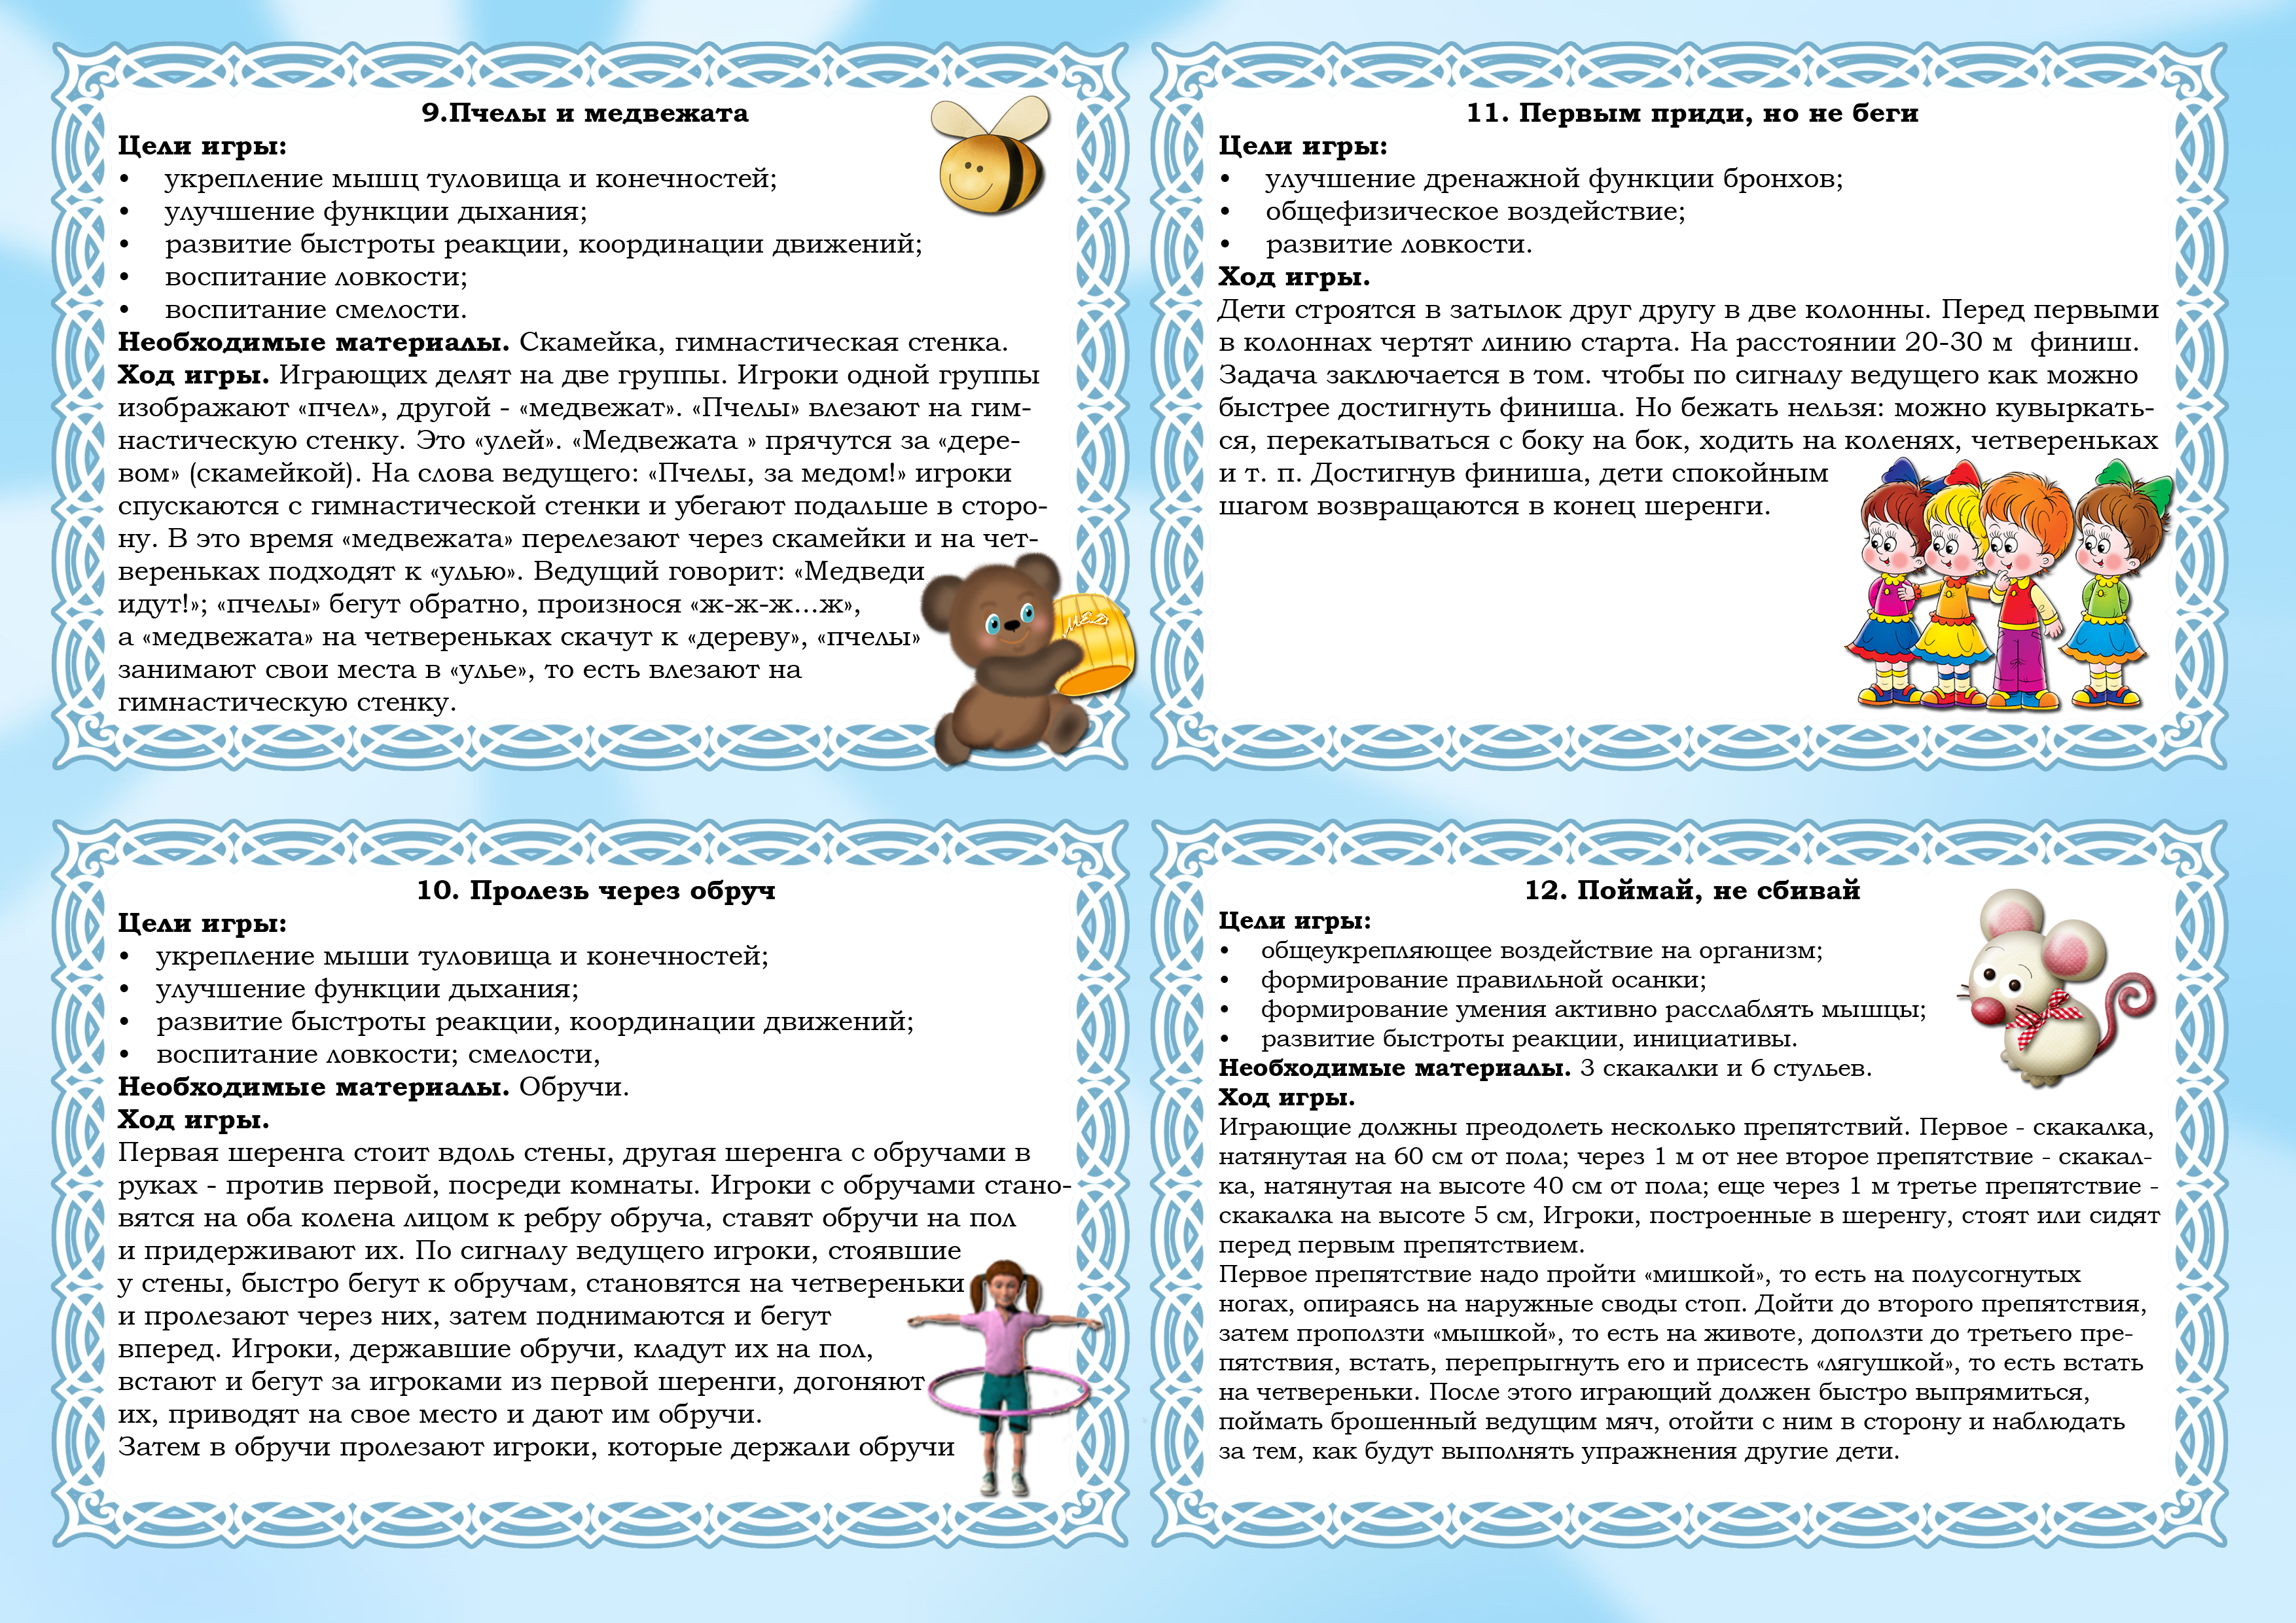 9.Пчелы и медвежата
Цели игры:
• укрепление мышц туловища и конечностей;
• улучшение функции дыхания;
• развитие быстроты реакции, координации движений;
• воспитание ловкости;
• воспитание смелости.
Необходимые материалы. Скамейка, гимнастическая стенка.
Ход игры. Играющих делят на две группы. Игроки одной группы
изображают «пчел», другой - «медвежат». «Пчелы» влезают на гим-
настическую стенку. Это «улей». «Медвежата » прячутся за «дере-
вом» (скамейкой). На слова ведущего: «Пчелы, за медом!» игроки
спускаются с гимнастической стенки и убегают подальше в сторо-
ну. В это время «медвежата» перелезают через скамейки и на чет-
вереньках подходят к «улью». Ведущий говорит: «Медведи
идут!»; «пчелы» бегут обратно, произнося «ж-ж-ж...ж»,
а «медвежата» на четвереньках скачут к «дереву», «пчелы»
занимают свои места в «улье», то есть влезают на
гимнастическую стенку.
МЕД
10. Пролезь через обруч
Цели игры:
• укрепление мыши туловища и конечностей;
• улучшение функции дыхания;
• развитие быстроты реакции, координации движений;
• воспитание ловкости; смелости,
Необходимые материалы. Обручи.
Ход игры.
Первая шеренга стоит вдоль стены, другая шеренга с обручами в
руках - против первой, посреди комнаты. Игроки с обручами стано-
вятся на оба колена лицом к ребру обруча, ставят обручи на пол
и придерживают их. По сигналу ведущего игроки, стоявшие
у стены, быстро бегут к обручам, становятся на четвереньки
и пролезают через них, затем поднимаются и бегут
вперед. Игроки, державшие обручи, кладут их на пол,
встают и бегут за игроками из первой шеренги, догоняют
их, приводят на свое место и дают им обручи.
Затем в обручи пролезают игроки, которые держали обручи
11. Первым приди, но не беги
Цели игры:
• улучшение дренажной функции бронхов;
• общефизическое воздействие;
• развитие ловкости.
Ход игры.
Дети строятся в затылок друг другу в две колонны. Перед первыми
в колоннах чертят линию старта. На расстоянии 20-30 м  финиш.
Задача заключается в том. чтобы по сигналу ведущего как можно
быстрее достигнуть финиша. Но бежать нельзя: можно кувыркать-
ся, перекатываться с боку на бок, ходить на коленях, четвереньках
и т. п. Достигнув финиша, дети спокойным
шагом возвращаются в конец шеренги.
12. Поймай, не сбивай
Цели игры:
• общеукрепляющее воздействие на организм;
• формирование правильной осанки;
• формирование умения активно расслаблять мышцы;
• развитие быстроты реакции, инициативы.
Необходимые материалы. 3 скакалки и 6 стульев.
Ход игры.
Играющие должны преодолеть несколько препятствий. Первое - скакалка,
натянутая на 60 см от пола; через 1 м от нее второе препятствие - скакал-
ка, натянутая на высоте 40 см от пола; еще через 1 м третье препятствие -
скакалка на высоте 5 см, Игроки, построенные в шеренгу, стоят или сидят
перед первым препятствием.
Первое препятствие надо пройти «мишкой», то есть на полусогнутых
ногах, опираясь на наружные своды стоп. Дойти до второго препятствия,
затем проползти «мышкой», то есть на животе, доползти до третьего пре-
пятствия, встать, перепрыгнуть его и присесть «лягушкой», то есть встать
на четвереньки. После этого играющий должен быстро выпрямиться,
поймать брошенный ведущим мяч, отойти с ним в сторону и наблюдать
за тем, как будут выполнять упражнения другие дети.